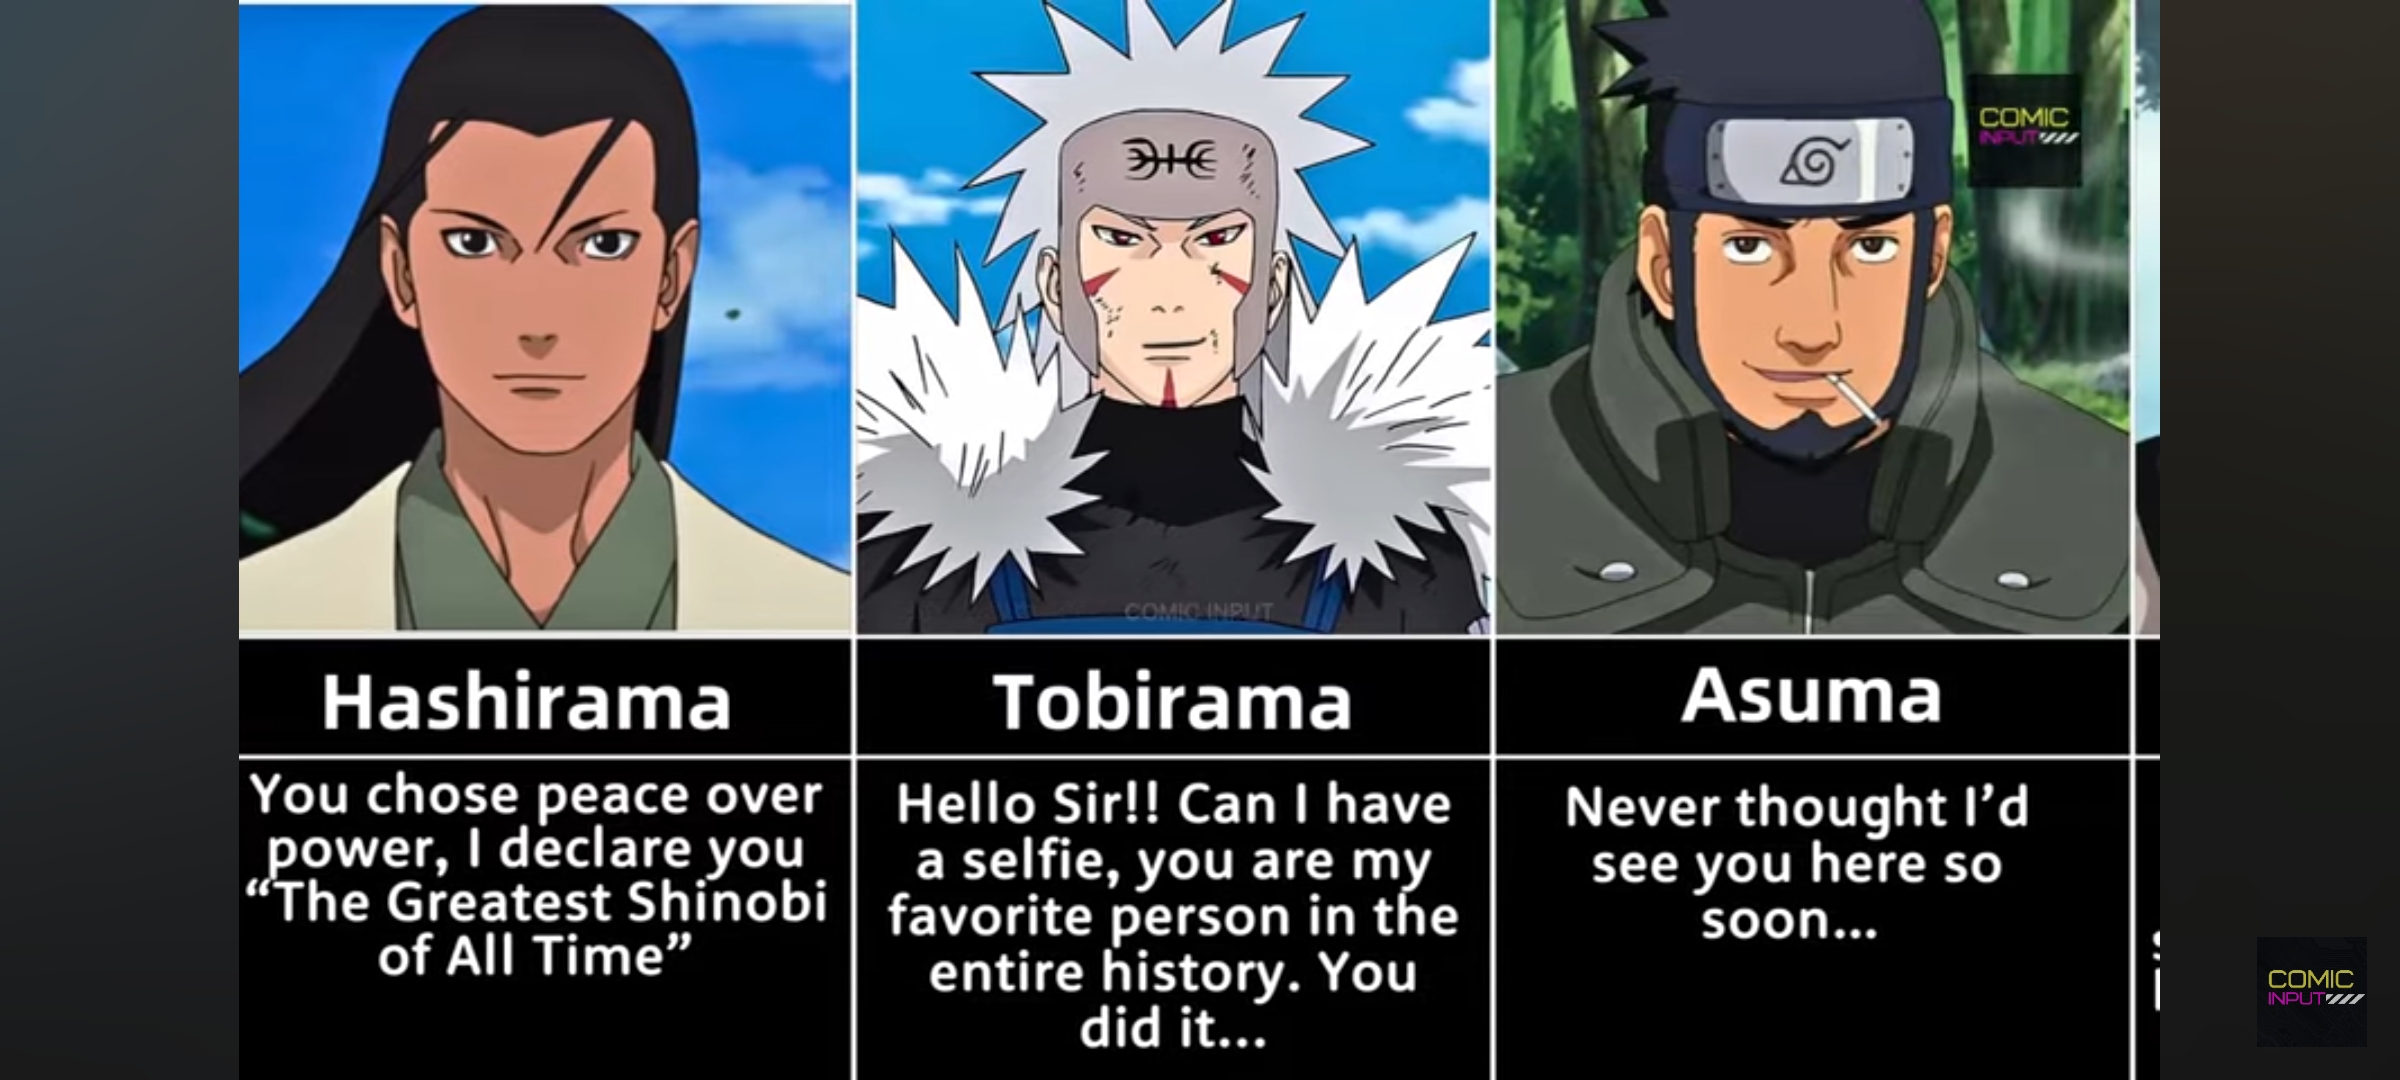 COMIC
INPUT
COMIC INPUT
Hashirama
Tobirama
Asuma
You chose peace over
power, I declare you
“The Greatest Shinobi
of All Time”
Hello Sir!! Can I have
a selfie, you are my
favorite person in the
entire history. You
did it...
Never thought I’d
see you here so
soon...
COMIC
INPUT